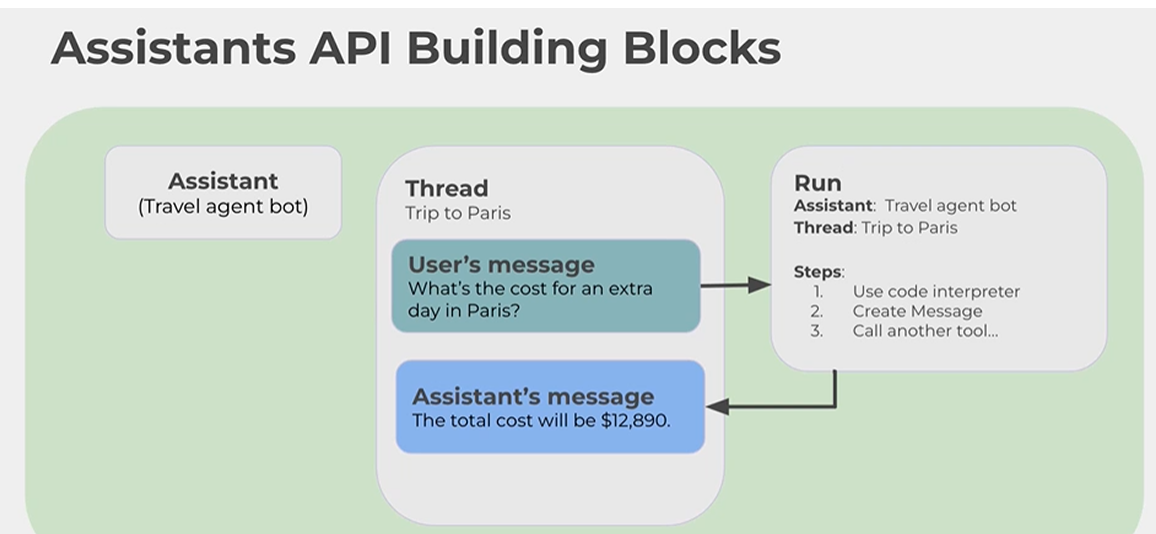 Assistants API Building Blocks
Assistant
(Travel agent bot)
Thread
Trip to Paris
User's message
What's the cost for an extra
day in Paris?
Assistant's message
The total cost will be $12,890.
Run
Assistant: Travel agent bot
Thread: Trip to Paris
Steps:
1. Use code interpreter
2. Create Message
3. Call another tool...